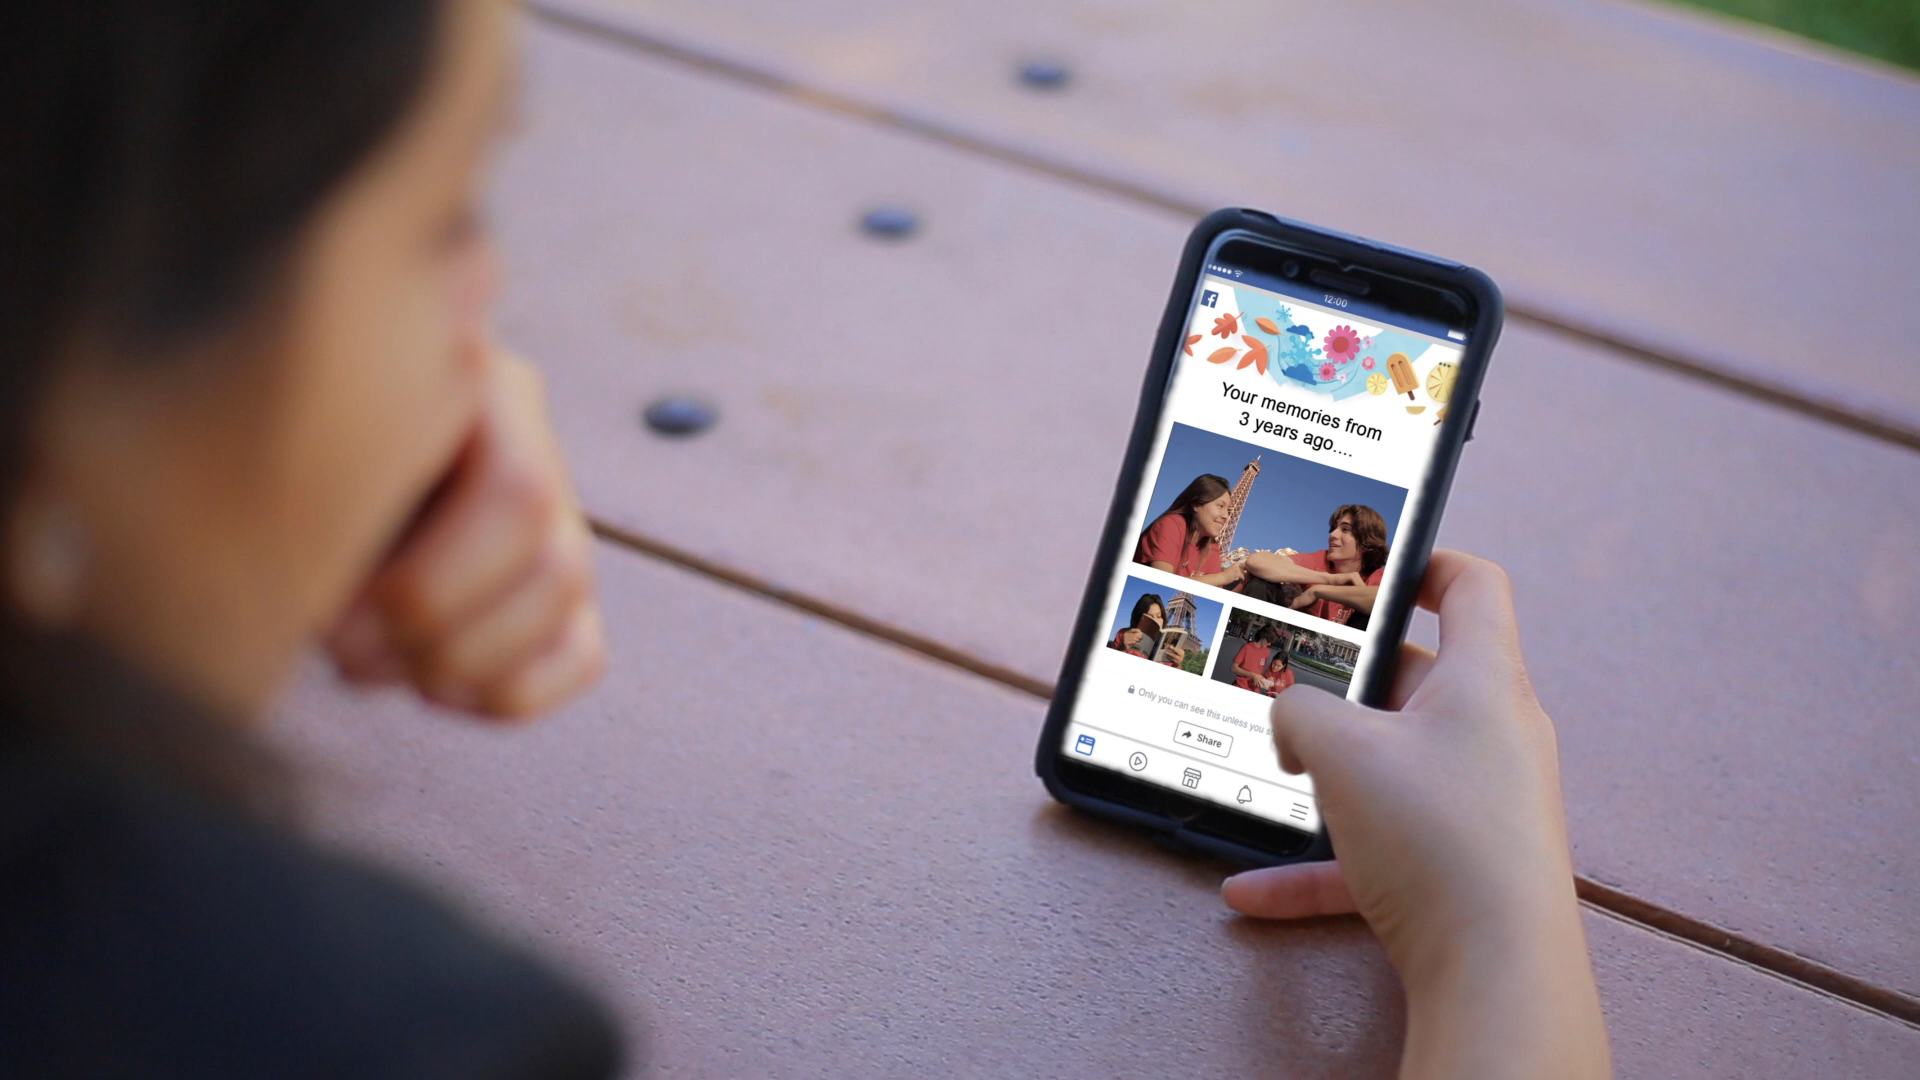 12:00
Your memories from
3 years ago....
Only you can see this unless you
Share